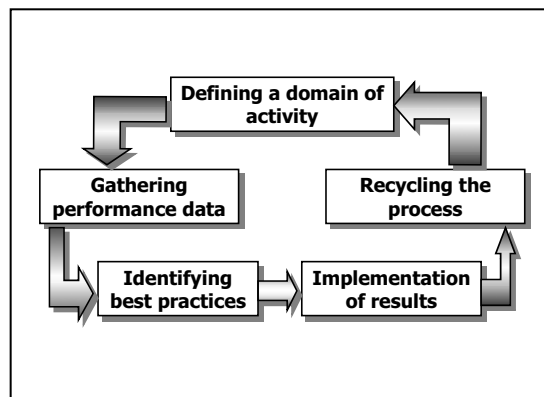 Defining a domain of
activity
Gathering
performance data
Recycling the
process
Identifying
best practices
Implementation
of results